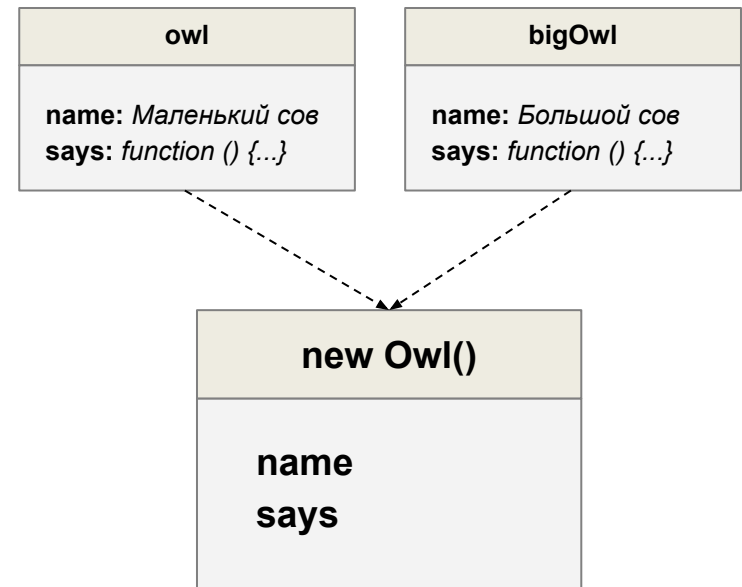 owl
name: Маленький сов
says: function () {...}
bigOwl
name: Большой сов
says: function () {...}
new Owl()
name
says